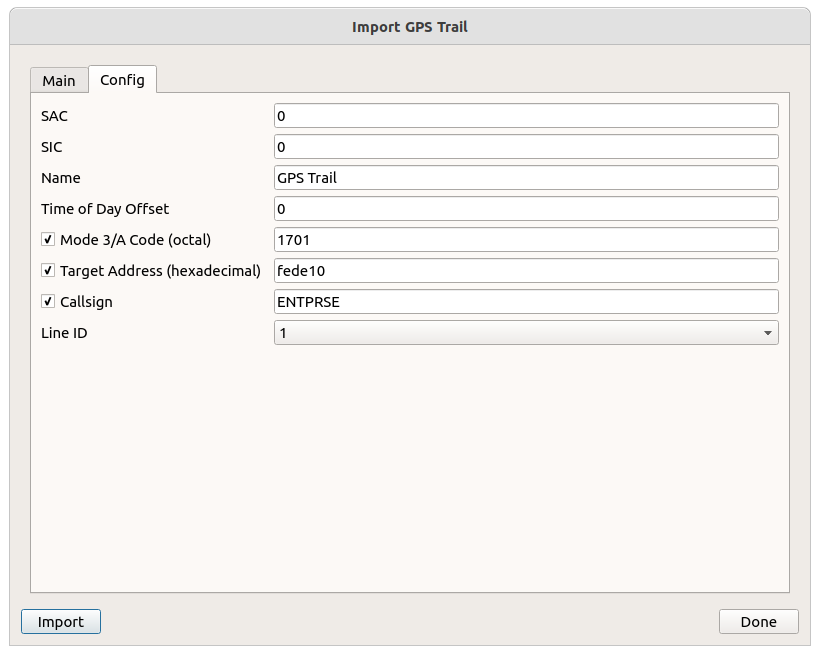 Import GPS Trail
Main Config
SAC 0
SIC 0
Name GPS Trail
Time of Day Offset 0
Mode 3/A Code (octal) 1701
Target Address (hexadecimal) fede10
Callsign ENTPRSE
Line ID 1
Import Done